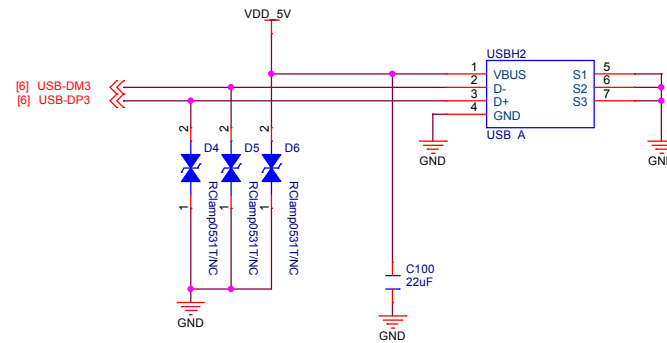 VDD_5V
USBH2
[6] USB-DM3
[6] USB-DP3
1 VBUS S1 5
2 D- S2 6
3 D+ S3 7
4 GND
USB_A
GND
GND
2 2 2
D4 D5 D6
RClamp0531T/NC RClamp0531T/NC RClamp0531T/NC
1 1 1
C100
22uF
GND
GND